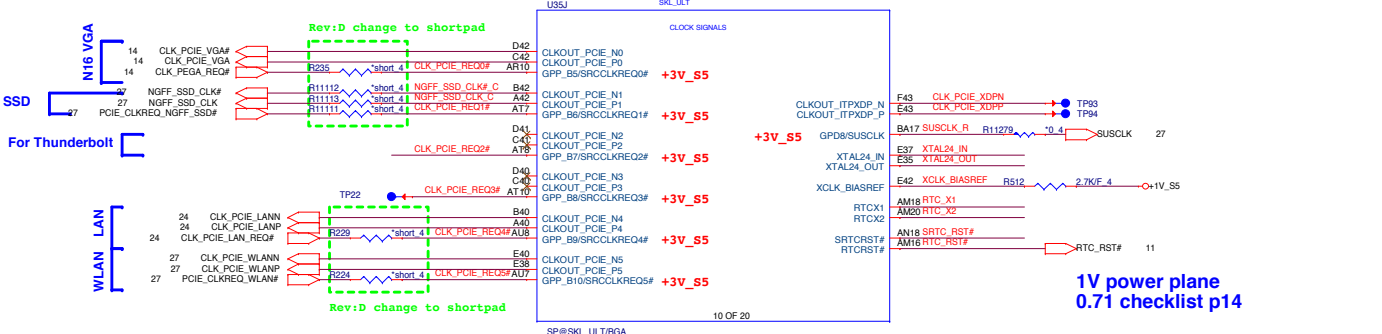 U35J
SKL_ULT
Rev:D change to shortpad
CLOCK SIGNALS
N16 VGA
14 CLK_PCIE_VGA# D42 CLKOUT_PCIE_N0
14 CLK_PCIE_VGA C42 CLKOUT_PCIE_P0
14 CLK_PEGA_REQ# R235 *short_4 CLK_PCIE_REQ0# AR10 GPP_B5/SRCCLKREQ0# +3V_S5
SSD
27 NGFF_SSD_CLK# R11112 *short_4 NGFF_SSD_CLK#_C B42 CLKOUT_PCIE_N1
27 NGFF_SSD_CLK R11113 *short_4 NGFF_SSD_CLK_C A42 CLKOUT_PCIE_P1
27 PCIE_CLKREQ_NGFF_SSD# R11111 *short_4 CLK_PCIE_REQ1# AT7 GPP_B6/SRCCLKREQ1# +3V_S5
For Thunderbolt
D41 CLKOUT_PCIE_N2
C41 CLKOUT_PCIE_P2
CLK_PCIE_REQ2# AT8 GPP_B7/SRCCLKREQ2# +3V_S5
D40 CLKOUT_PCIE_N3
C40 CLKOUT_PCIE_P3
TP22 CLK_PCIE_REQ3# AT10 GPP_B8/SRCCLKREQ3# +3V_S5
LAN
24 CLK_PCIE_LANN B40 CLKOUT_PCIE_N4
24 CLK_PCIE_LANP A40 CLKOUT_PCIE_P4
24 CLK_PCIE_LAN_REQ# R229 *short_4 CLK_PCIE_REQ4# AU8 GPP_B9/SRCCLKREQ4# +3V_S5
WLAN
27 CLK_PCIE_WLANN E40 CLKOUT_PCIE_N5
27 CLK_PCIE_WLANP E38 CLKOUT_PCIE_P5
27 PCIE_CLKREQ_WLAN# R224 *short_4 CLK_PCIE_REQ5# AU7 GPP_B10/SRCCLKREQ5# +3V_S5
Rev:D change to shortpad
CLKOUT_ITPXDP_N F43 CLK_PCIE_XDPN TP93
CLKOUT_ITPXDP_P E43 CLK_PCIE_XDPP TP94
+3V_S5 GPD8/SUSCLK BA17 SUSCLK_R R11279 *0_4 SUSCLK 27
XTAL24_IN E37 XTAL24_IN
XTAL24_OUT E35 XTAL24_OUT
XCLK_BIASREF E42 XCLK_BIASREF R512 2.7K/F_4 +1V_S5
RTCX1 AM18 RTC_X1
RTCX2 AM20 RTC_X2
SRTCRST# AN18 SRTC_RST#
RTCRST# AM16 RTC_RST# RTC_RST# 11
1V power plane
0.71 checklist p14
10 OF 20
SP@SKL_ULT/BGA